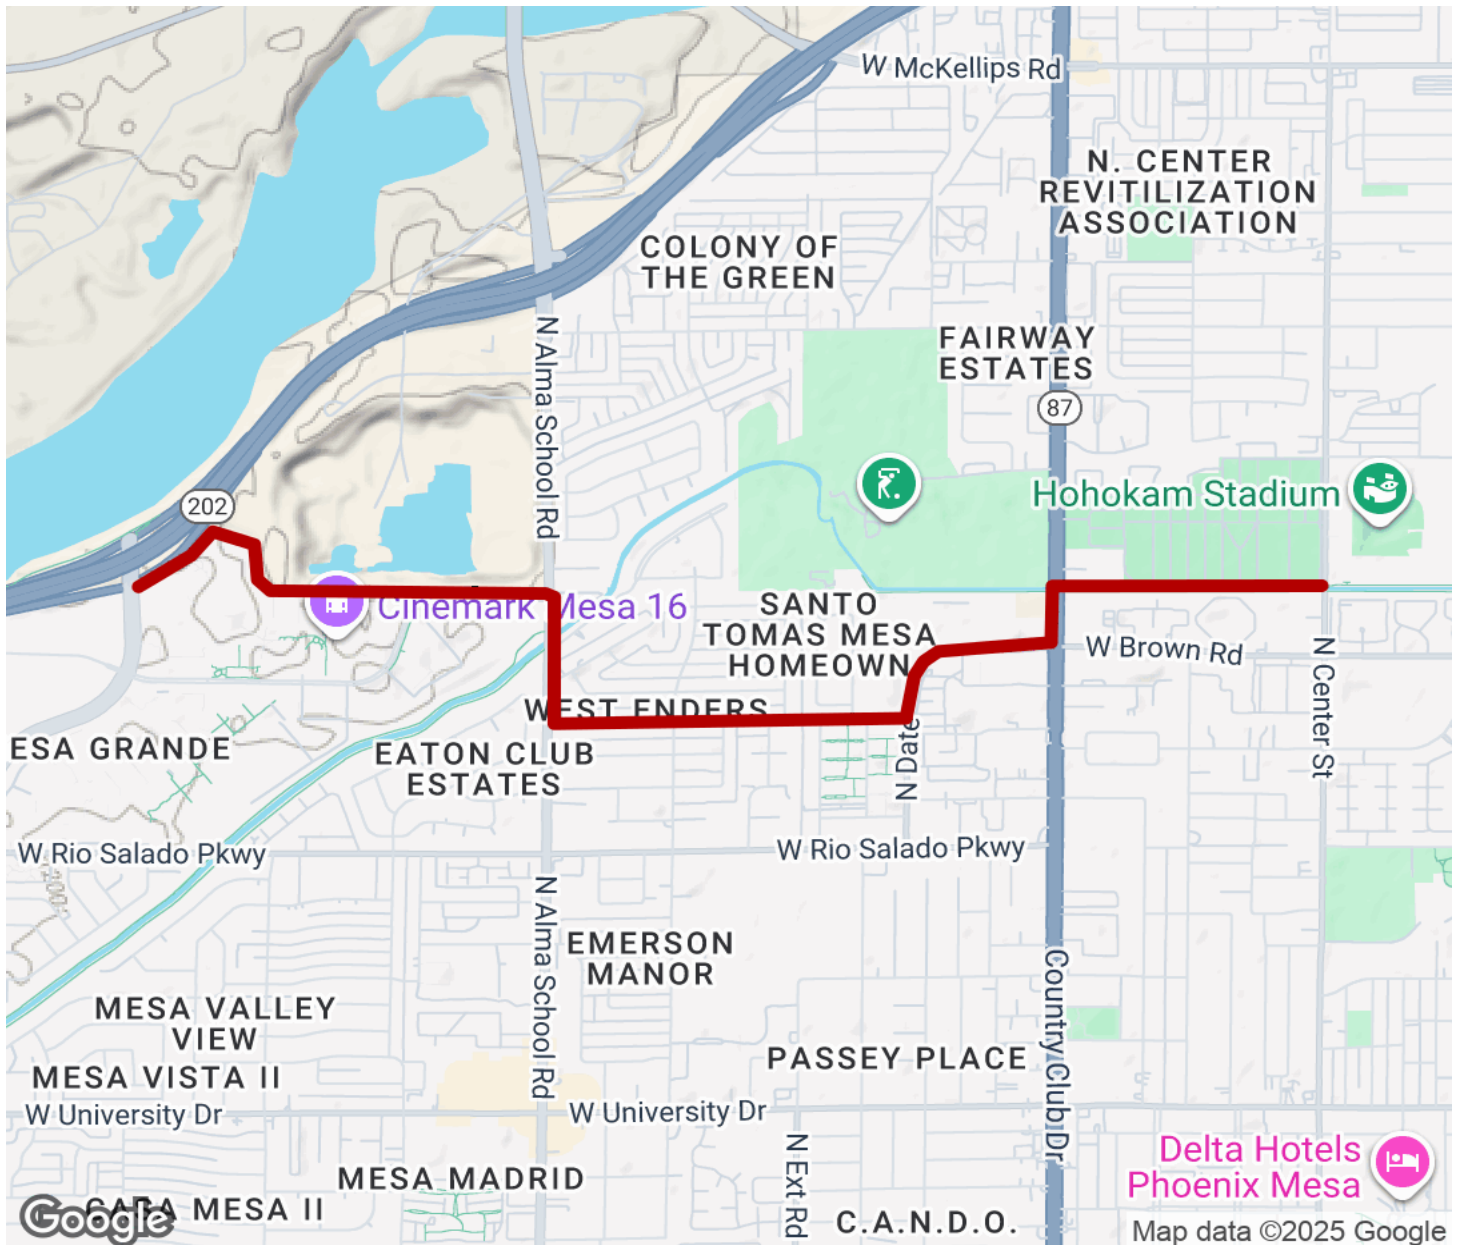 W McKellips Rd
N. CENTER
REVITILIZATION
ASSOCIATION
COLONY OF
THE GREEN
N Alma School Rd
FAIRWAY
ESTATES
87
202
Hohokam Stadium
Cinemark Mesa 16
SANTO
TOMAS MESA
HOMEOWN
W Brown Rd
N Center St
WEST ENDERS
N Date
ESA GRANDE
EATON CLUB
ESTATES
W Rio Salado Pkwy
W Rio Salado Pkwy
N Alma School Rd
EMERSON
MANOR
Country Club Dr
MESA VALLEY
VIEW
PASSEY PLACE
MESA VISTA II
W University Dr
W University Dr
N Ext Rd
Delta Hotels
Phoenix Mesa
MESA MADRID
CASA MESA II
C.A.N.D.O.
Google
Map data ©2025 Google